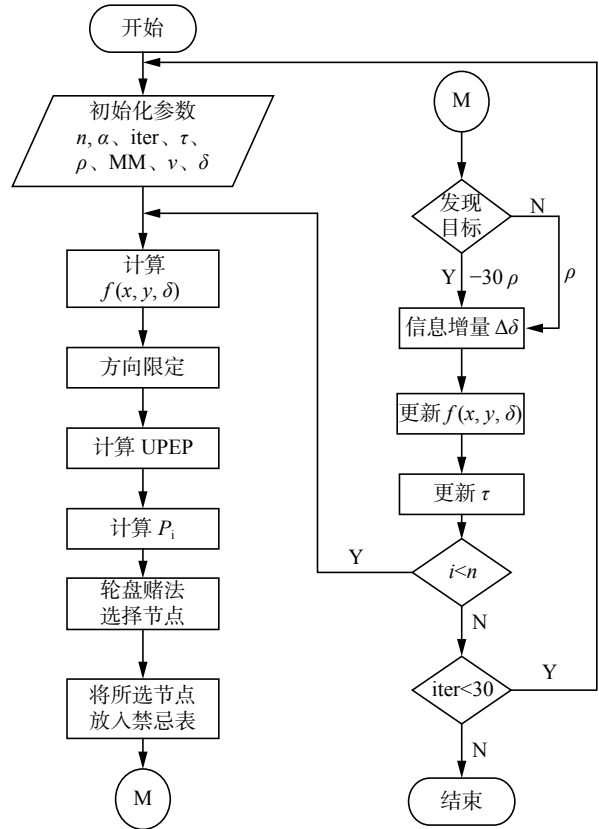 开始
初始化参数
n, α、iter、τ、
ρ、MM、v、δ
计算
f(x, y, δ)
方向限定
计算 UPEP
计算 Pi
轮盘赌法
选择节点
将所选节点
放入禁忌表
M
M
发现
目标
N
Y
−30 ρ
ρ
信息增量 Δδ
更新 f(x, y, δ)
更新 τ
Y
i<n
N
iter<30
Y
N
结束